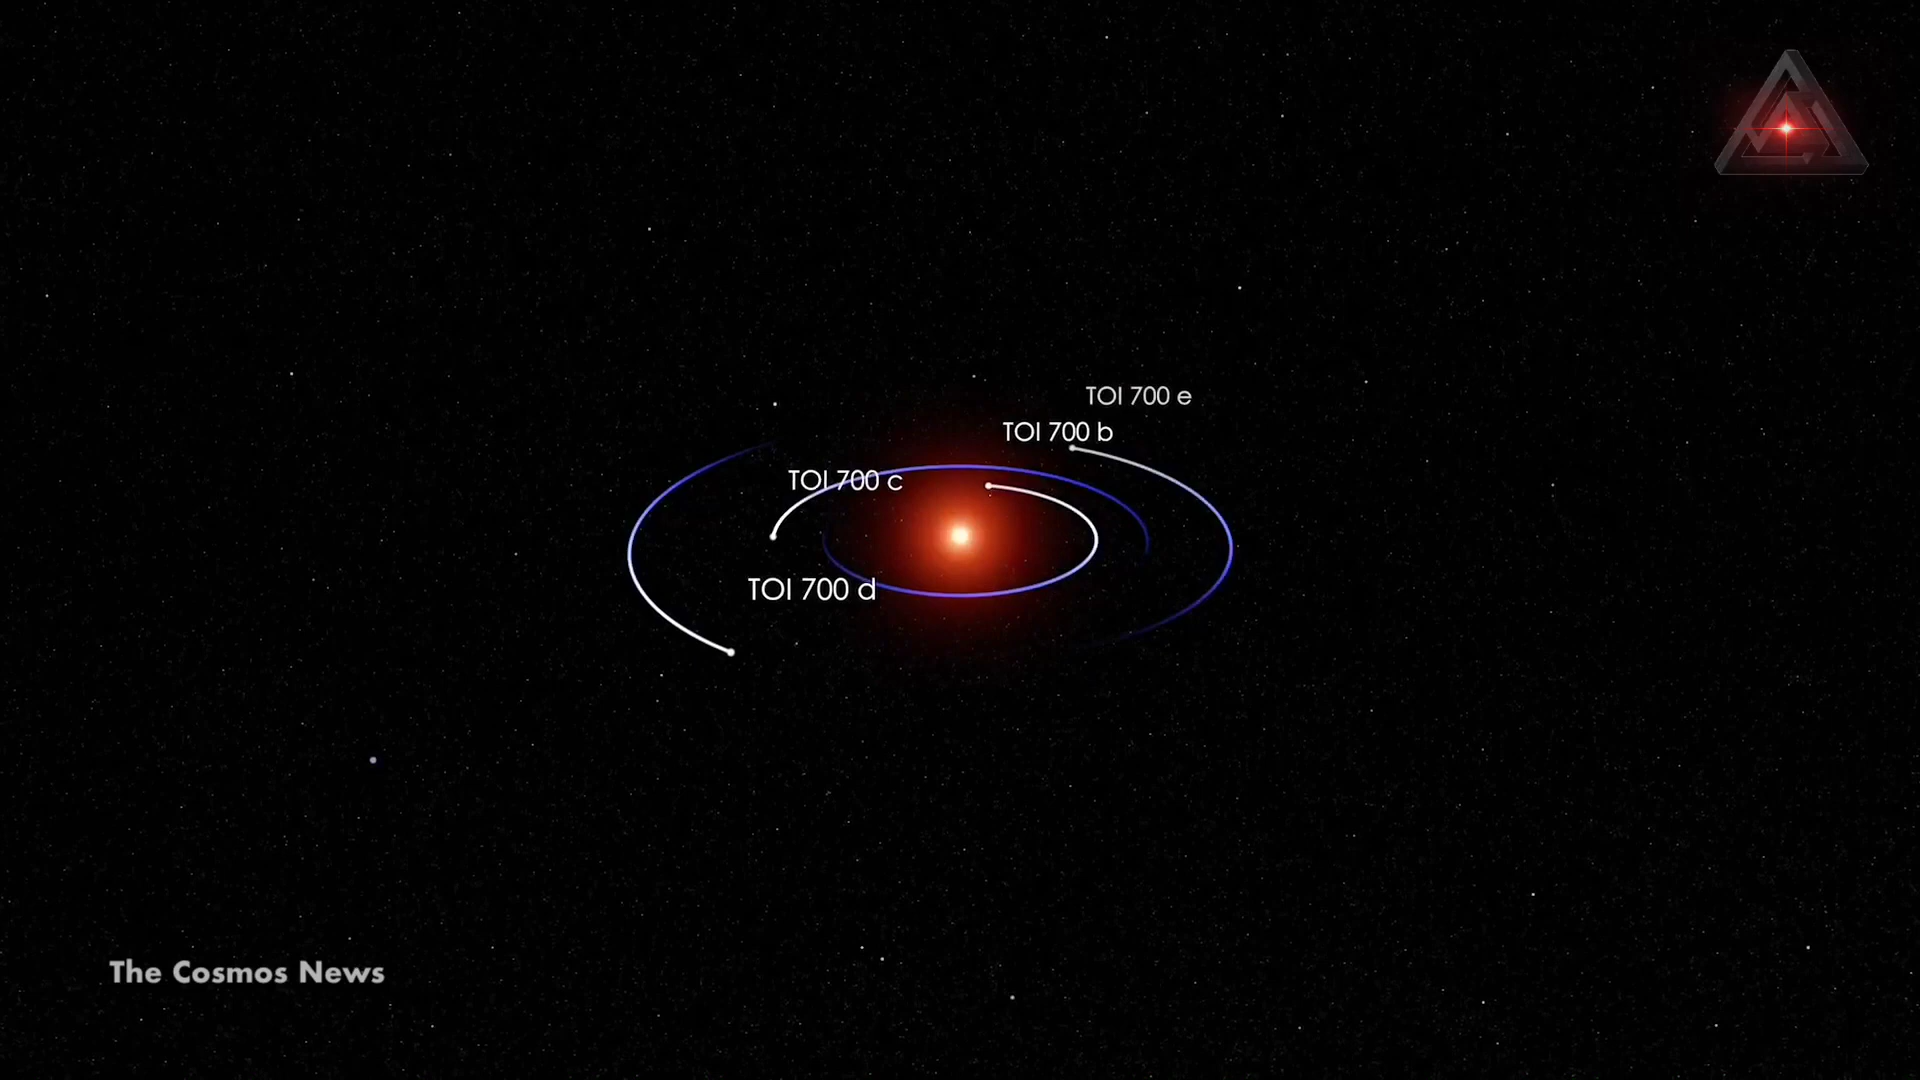 TOI 700 e
TOI 700 b
TOI 700 c
TOI 700 d
The Cosmos News